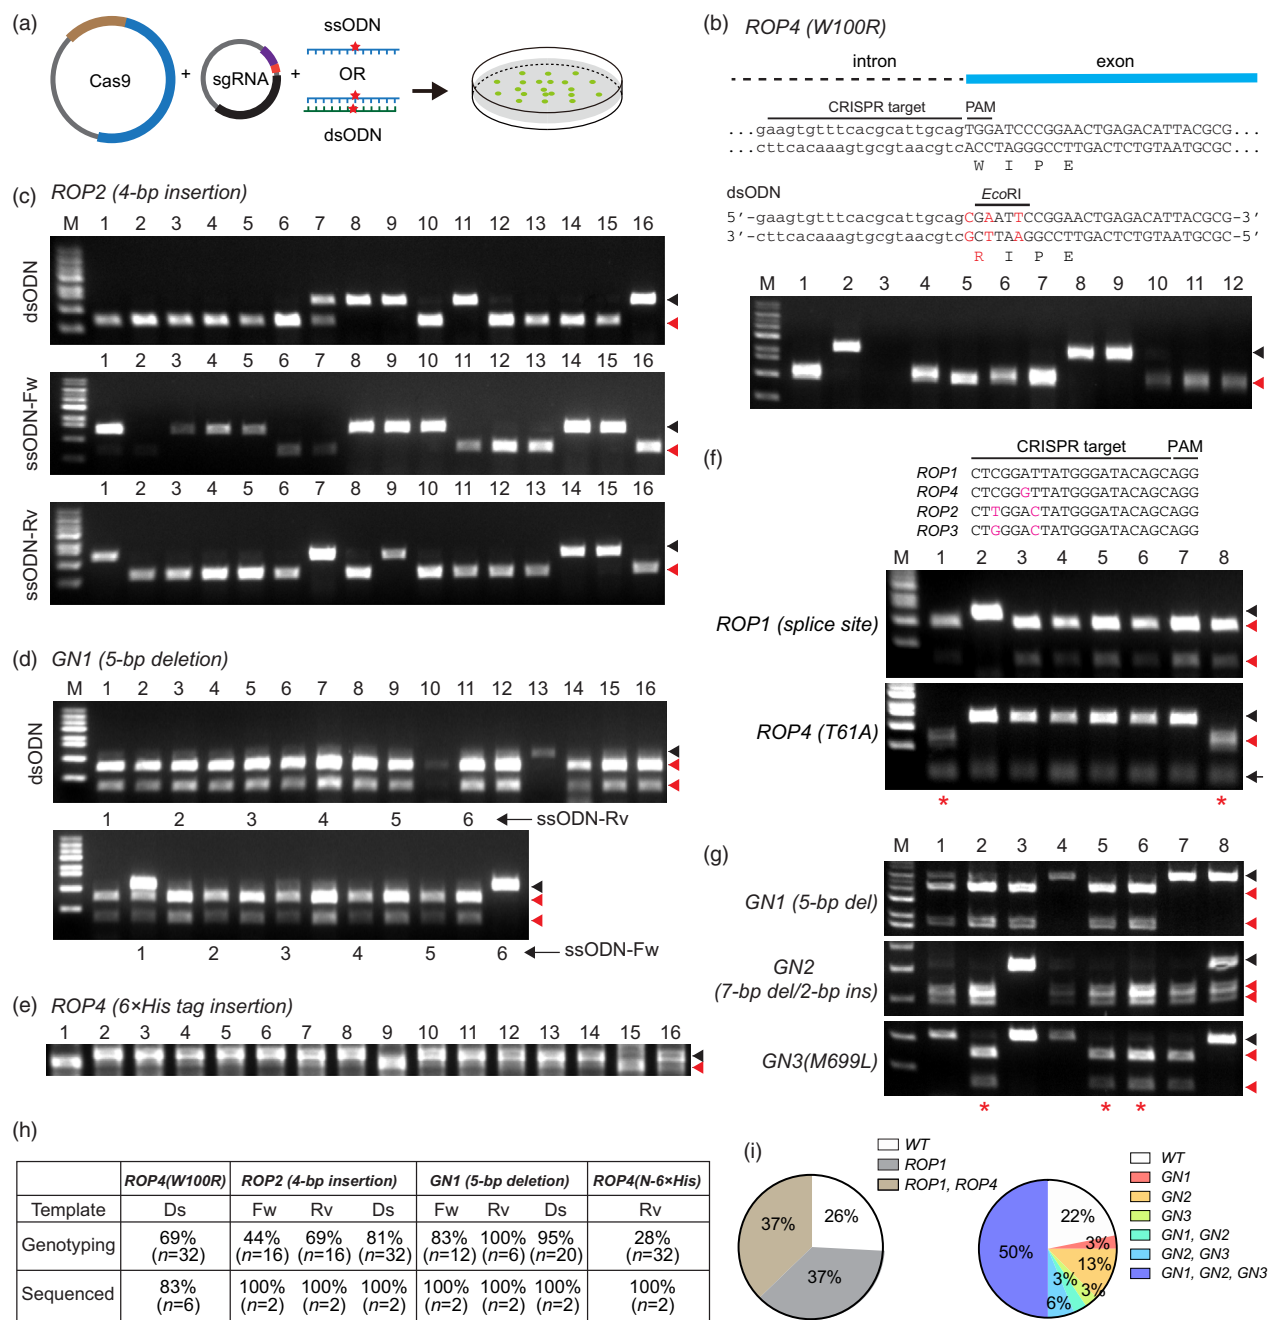 (a)
Cas9
+
sgRNA
+
ssODN
OR
dsODN
(b) ROP4 (W100R)
intron exon
CRISPR target PAM
...gaagtgtttcacgcattgcagTGGATCCCGGAACTGAGACATTACGCG...
...cttcacaaagtgcgtaacgtcACCTAGGGCCTTGACTCTGTAATGCGC...
W I P E
dsODN EcoRI
5'-gaagtgtttcacgcattgcagCGAATTCCGGAACTGAGACATTACGCG-3'
3'-cttcacaaagtgcgtaacgtcGCTTAAGGCCTTGACTCTGTAATGCGC-5'
R I P E
M 1 2 3 4 5 6 7 8 9 10 11 12
(c) ROP2 (4-bp insertion)
M 1 2 3 4 5 6 7 8 9 10 11 12 13 14 15 16
dsODN
1 2 3 4 5 6 7 8 9 10 11 12 13 14 15 16
ssODN-Fw
1 2 3 4 5 6 7 8 9 10 11 12 13 14 15 16
ssODN-Rv
(d) GN1 (5-bp deletion)
M 1 2 3 4 5 6 7 8 9 10 11 12 13 14 15 16
dsODN
1 2 3 4 5 6 ssODN-Rv
1 2 3 4 5 6 ssODN-Fw
(e) ROP4 (6×His tag insertion)
1 2 3 4 5 6 7 8 9 10 11 12 13 14 15 16
(f)
CRISPR target PAM
ROP1 CTCGGATTATGGGATACAGCAGG
ROP4 CTCGGGTTATGGGATACAGCAGG
ROP2 CTTGGACTATGGGATACAGCAGG
ROP3 CTGGGACTATGGGATACAGCAGG
M 1 2 3 4 5 6 7 8
ROP1 (splice site)
ROP4 (T61A)
* *
(g)
M 1 2 3 4 5 6 7 8
GN1 (5-bp del)
GN2
(7-bp del/2-bp ins)
GN3(M699L)
* * *
(h)
ROP4(W100R) ROP2 (4-bp insertion) GN1 (5-bp deletion) ROP4(N-6×His)
Template Ds Fw Rv Ds Fw Rv Ds Rv
Genotyping 69% 44% 69% 81% 83% 100% 95% 28%
(n=32) (n=16) (n=16) (n=32) (n=12) (n=6) (n=20) (n=32)
Sequenced 83% 100% 100% 100% 100% 100% 100% 100%
(n=6) (n=2) (n=2) (n=2) (n=2) (n=2) (n=2) (n=2)
(i)
WT
ROP1
ROP1, ROP4
26%
37%
37%
WT
GN1
GN2
GN3
GN1, GN2
GN2, GN3
GN1, GN2, GN3
22%
3%
13%
3%
3%
6%
50%